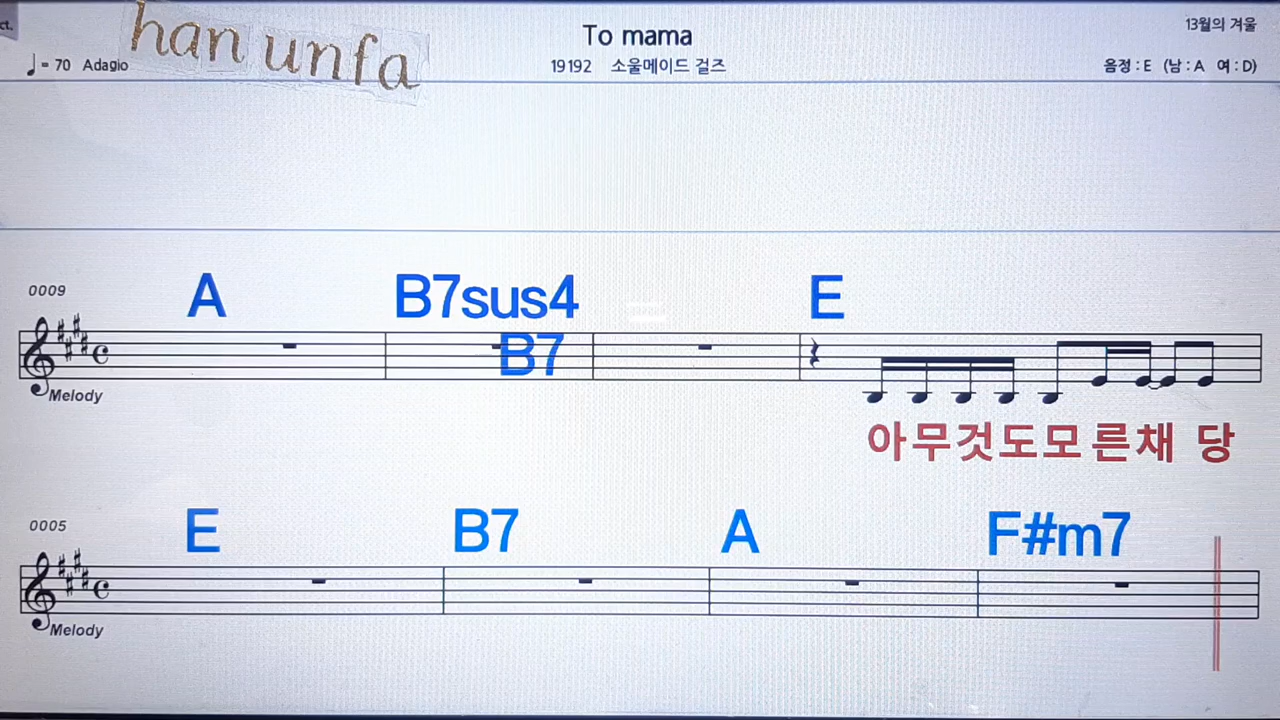 ct.
han unfa
To mama
13월의 겨울
♩= 70 Adagio
19192 소울메이드 걸즈
음정 : E (남 : A 여 : D)
0009
A B7sus4 E
B7
Melody
아무것도모른채 당
0005
E B7 A F#m7
Melody